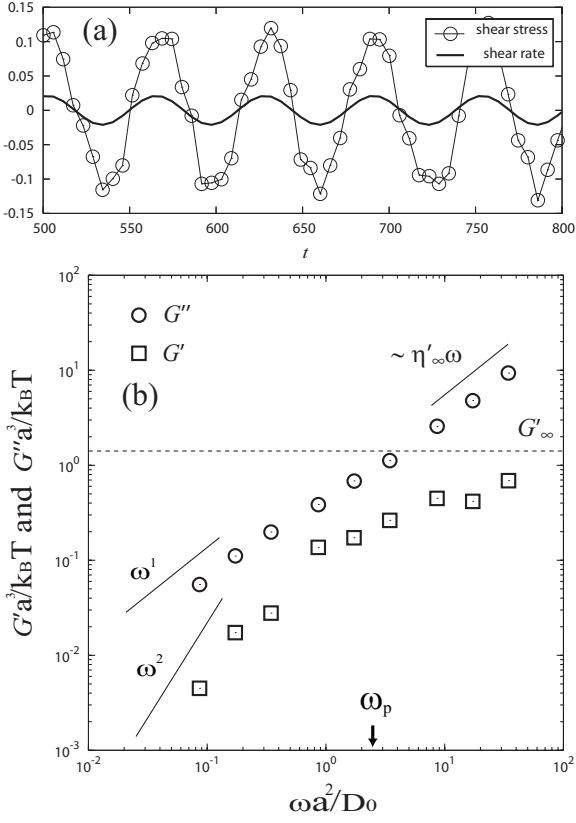 0.15
0.1
0.05
0
-0.05
-0.1
-0.15
(a)
shear stress
shear rate
500 550 600 650 700 750 800
t
10²
10¹
10⁰
10⁻¹
10⁻²
10⁻³
G'a³/kBT and G''a³/kBT
G''
G'
(b)
~ η'∞ω
G'∞
ω¹
ω²
ωp
10⁻² 10⁻¹ 10⁰ 10¹ 10²
ωa²/D₀